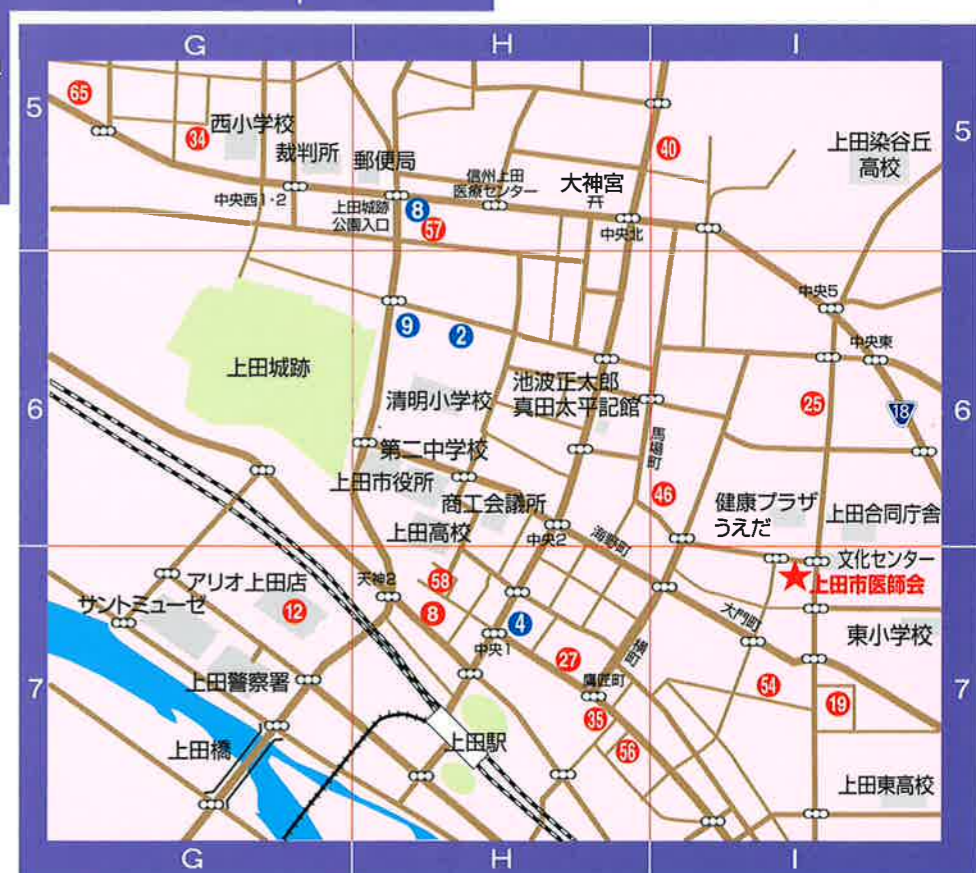 G
H
I
5
5
65
34
西小学校
裁判所
郵便局
信州上田
医療センター
大神宮
40
上田染谷丘
高校
中央西1・2
上田城跡
公園入口
8
57
中央北
中央5
中央東
9
2
上田城跡
6
6
清明小学校
池波正太郎
真田太平記館
25
18
第二中学校
上田市役所
馬場町
46
商工会議所
上田高校
中央2
海野町
健康プラザ
うえだ
上田合同庁舎
文化センター
上田市医師会
アリオ上田店
12
天神2
58
8
サントミューゼ
4
中央1
27
横町
大門町
東小学校
7
7
上田警察署
鷹匠町
35
54
19
56
上田橋
上田駅
上田東高校
G
H
I